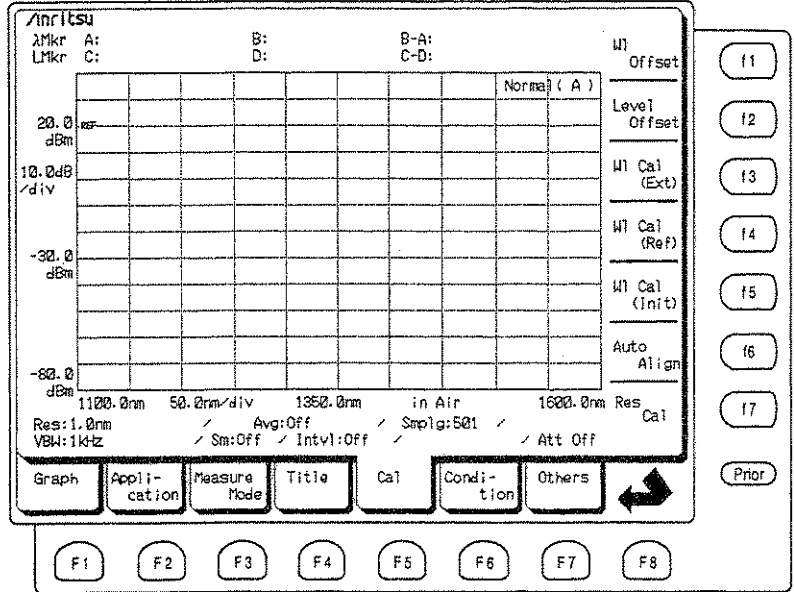 Anritsu
λMkr A: B: B-A:
LMkr C: D: C-D:
Normal( A )
20.0
dBm
REF
10.0dB
/div
-30.0
dBm
-80.0
dBm
1100.0nm 50.0nm/div 1350.0nm in Air 1600.0nm
Res:1.0nm / Avg:Off / Smplg:501 /
VBW:1kHz / Sm:Off / Intvl:Off / / Att Off
Wl
Offset
Level
Offset
Wl Cal
(Ext)
Wl Cal
(Ref)
Wl Cal
(Init)
Auto
Align
Res
Cal
f1
f2
f3
f4
f5
f6
f7
Prior
Graph
Appli-
cation
Measure
Mode
Title
Cal
Condi-
tion
Others
F1 F2 F3 F4 F5 F6 F7 F8